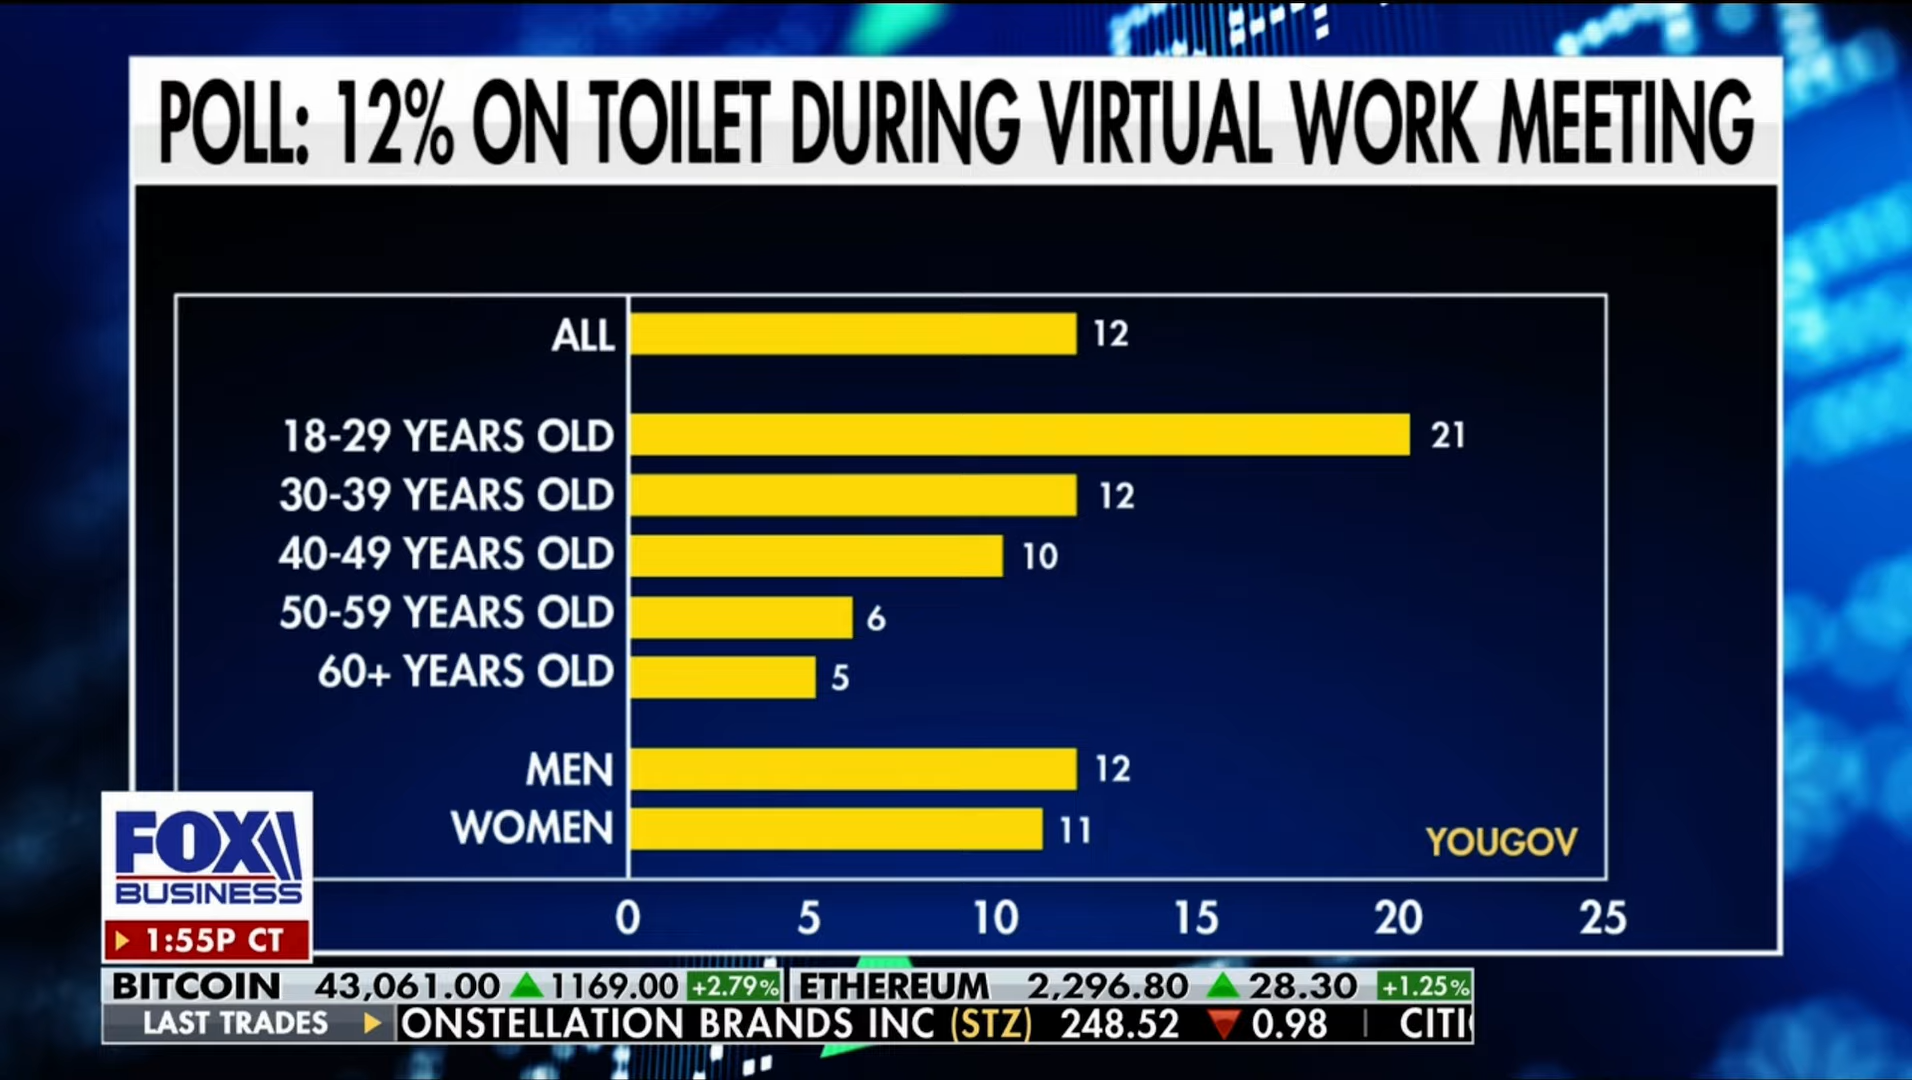 POLL: 12% ON TOILET DURING VIRTUAL WORK MEETING
ALL 12
18-29 YEARS OLD 21
30-39 YEARS OLD 12
40-49 YEARS OLD 10
50-59 YEARS OLD 6
60+ YEARS OLD 5
MEN 12
WOMEN 11
YOUGOV
0 5 10 15 20 25
FOX
BUSINESS
1:55P CT
BITCOIN 43,061.00 ▲ 1169.00 +2.79% ETHEREUM 2,296.80 ▲ 28.30 +1.25%
LAST TRADES ▶ ONSTELLATION BRANDS INC (STZ) 248.52 ▼ 0.98 | CITI